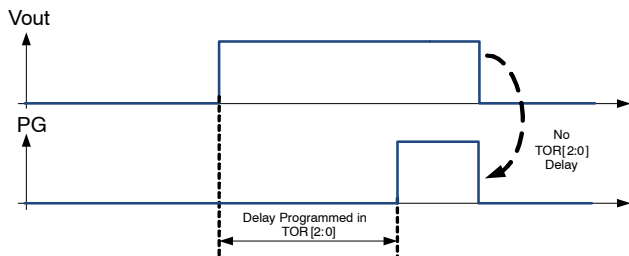 Vout
PG
No
TOR[2:0]
Delay
Delay Programmed in
TOR[2:0]